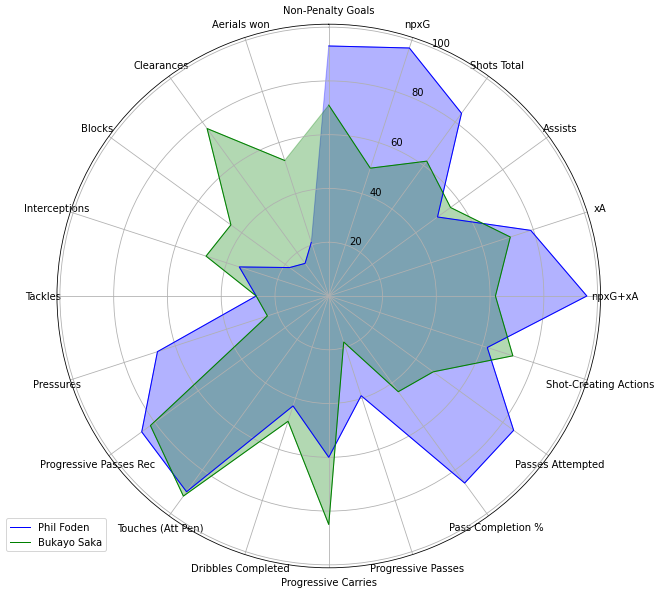 Non-Penalty Goals
Aerials won
npxG
100
Clearances
Shots Total
80
Blocks
Assists
60
40
Interceptions
xA
20
Tackles
npxG+xA
Pressures
Shot-Creating Actions
Progressive Passes Rec
Passes Attempted
Touches (Att Pen)
Pass Completion %
Phil Foden
Bukayo Saka
Dribbles Completed
Progressive Passes
Progressive Carries